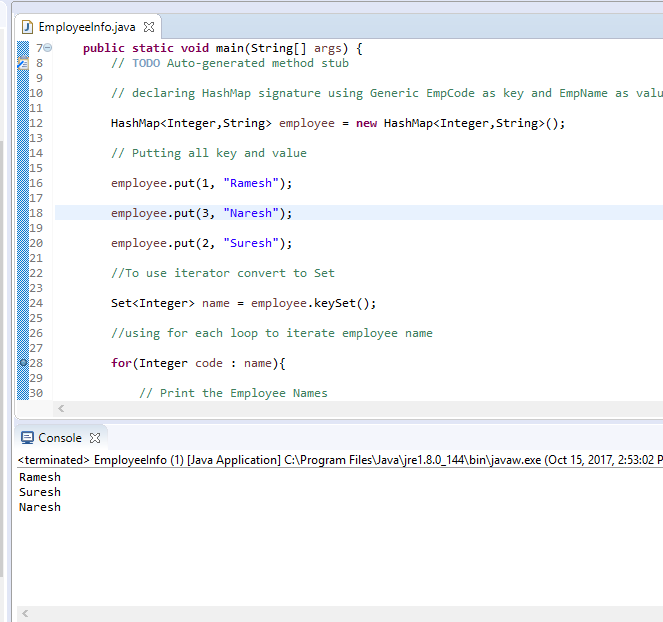 EmployeeInfo.java
7 public static void main(String[] args) {
8 // TODO Auto-generated method stub
9
10 // declaring HashMap signature using Generic EmpCode as key and EmpName as valu
11
12 HashMap<Integer,String> employee = new HashMap<Integer,String>();
13
14 // Putting all key and value
15
16 employee.put(1, "Ramesh");
17
18 employee.put(3, "Naresh");
19
20 employee.put(2, "Suresh");
21
22 //To use iterator convert to Set
23
24 Set<Integer> name = employee.keySet();
25
26 //using for each loop to iterate employee name
27
28 for(Integer code : name){
29
30 // Print the Employee Names
Console
<terminated> EmployeeInfo (1) [Java Application] C:\Program Files\Java\jre1.8.0_144\bin\javaw.exe (Oct 15, 2017, 2:53:02 P
Ramesh
Suresh
Naresh